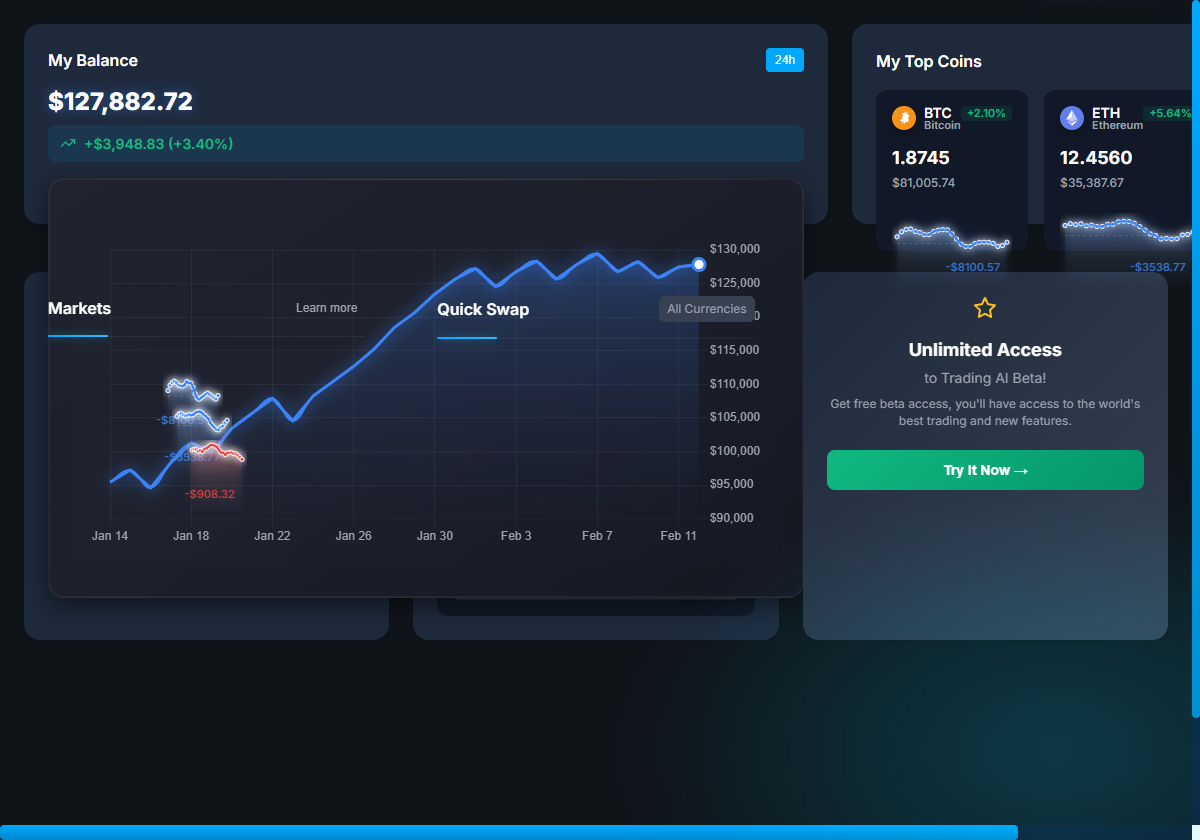 My Balance
24h
$127,882.72
+$3,948.83 (+3.40%)
My Top Coins
BTC
+2.10%
Bitcoin
1.8745
$81,005.74
-$8100.57
ETH
+5.64%
Ethereum
12.4560
$35,387.67
-$3538.77
$130,000
$125,000
$115,000
$110,000
$105,000
$100,000
$95,000
$90,000
Jan 14
Jan 18
Jan 22
Jan 26
Jan 30
Feb 3
Feb 7
Feb 11
Markets
Learn more
-$908.32
Quick Swap
All Currencies
Unlimited Access
to Trading AI Beta!
Get free beta access, you'll have access to the world's
best trading and new features.
Try It Now →